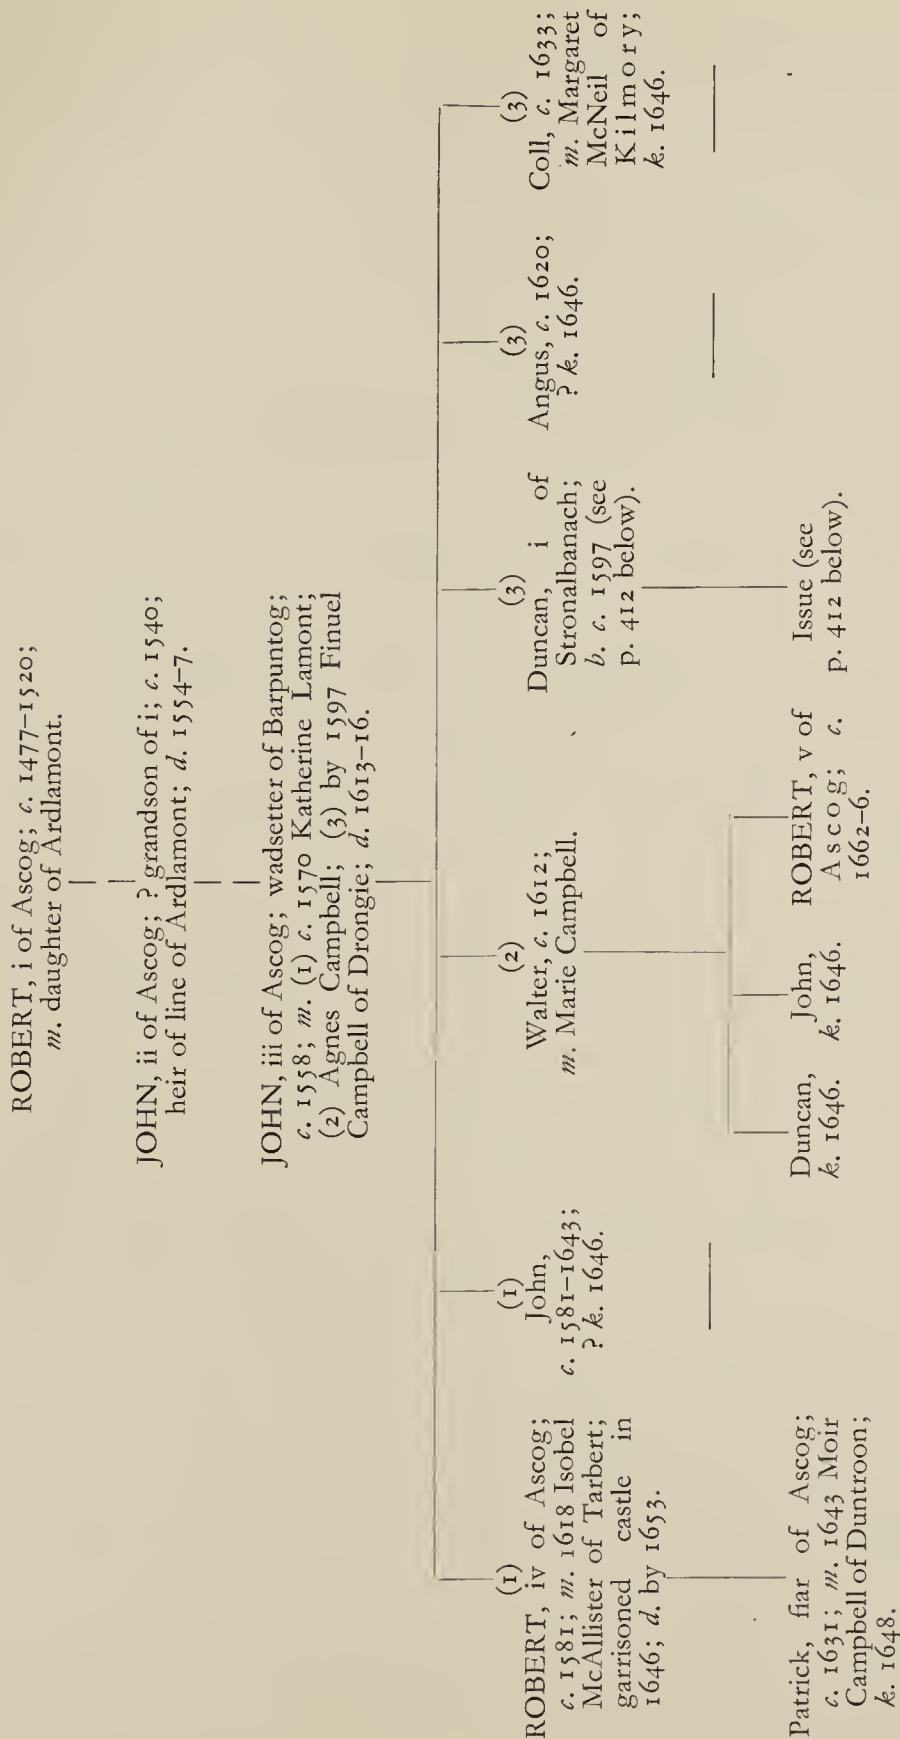 ROBERT, i of Ascog; c. 1477–1520;
m. daughter of Ardlamont.
JOHN, ii of Ascog; ? grandson of i; c. 1540;
heir of line of Ardlamont; d. 1554–7.
JOHN, iii of Ascog; wadsetter of Barpuntog;
c. 1558; m. (1) c. 1570 Katherine Lamont;
(2) Agnes Campbell; (3) by 1597 Finuel
Campbell of Drongie; d. 1613–16.
(1)
ROBERT, iv of Ascog;
c. 1581; m. 1618 Isobel
McAllister of Tarbert;
garrisoned castle in
1646; d. by 1653.
(1)
John,
c. 1581–1643;
? k. 1646.
(2)
Walter, c. 1612;
m. Marie Campbell.
(3)
Duncan, i of
Stronalbanach;
b. c. 1597 (see
p. 412 below).
(3)
Angus, c. 1620;
? k. 1646.
(3)
Coll, c. 1633;
m. Margaret
McNeil of
Kilmory;
k. 1646.
Patrick, fiar of Ascog;
c. 1631; m. 1643 Moir
Campbell of Duntroon;
k. 1648.
Duncan,
k. 1646.
John,
k. 1646.
ROBERT, v of
Ascog; c.
1662–6.
Issue (see
p. 412 below).